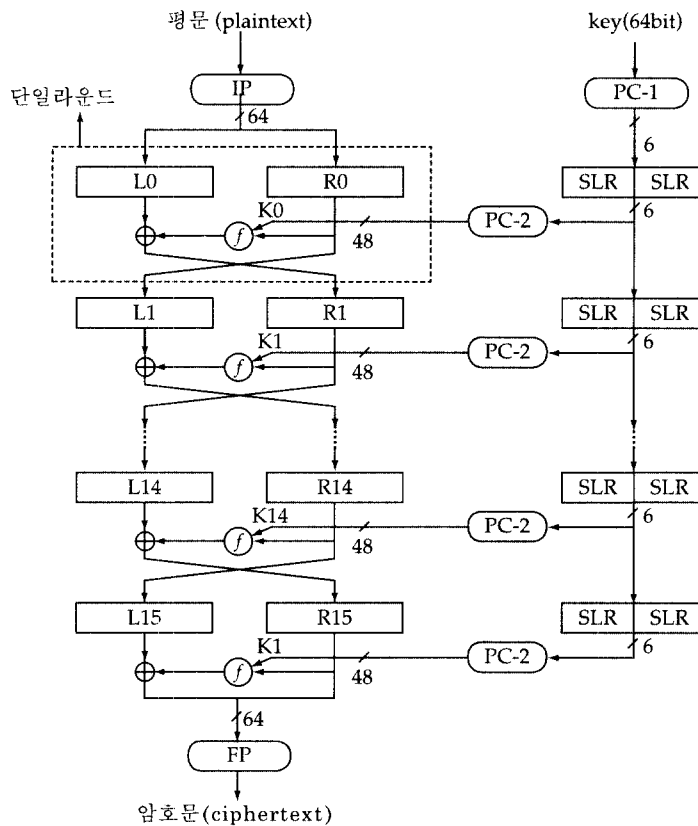 평문(plaintext) key(64bit)
IP PC-1
단일라운드
64 6
L0 R0 SLR SLR
K0 6
f 48 PC-2
L1 R1 SLR SLR
K1 6
f 48 PC-2
L14 R14 SLR SLR
K14 6
f 48 PC-2
L15 R15 SLR SLR
K1 6
f 48 PC-2
64
FP
암호문(ciphertext)